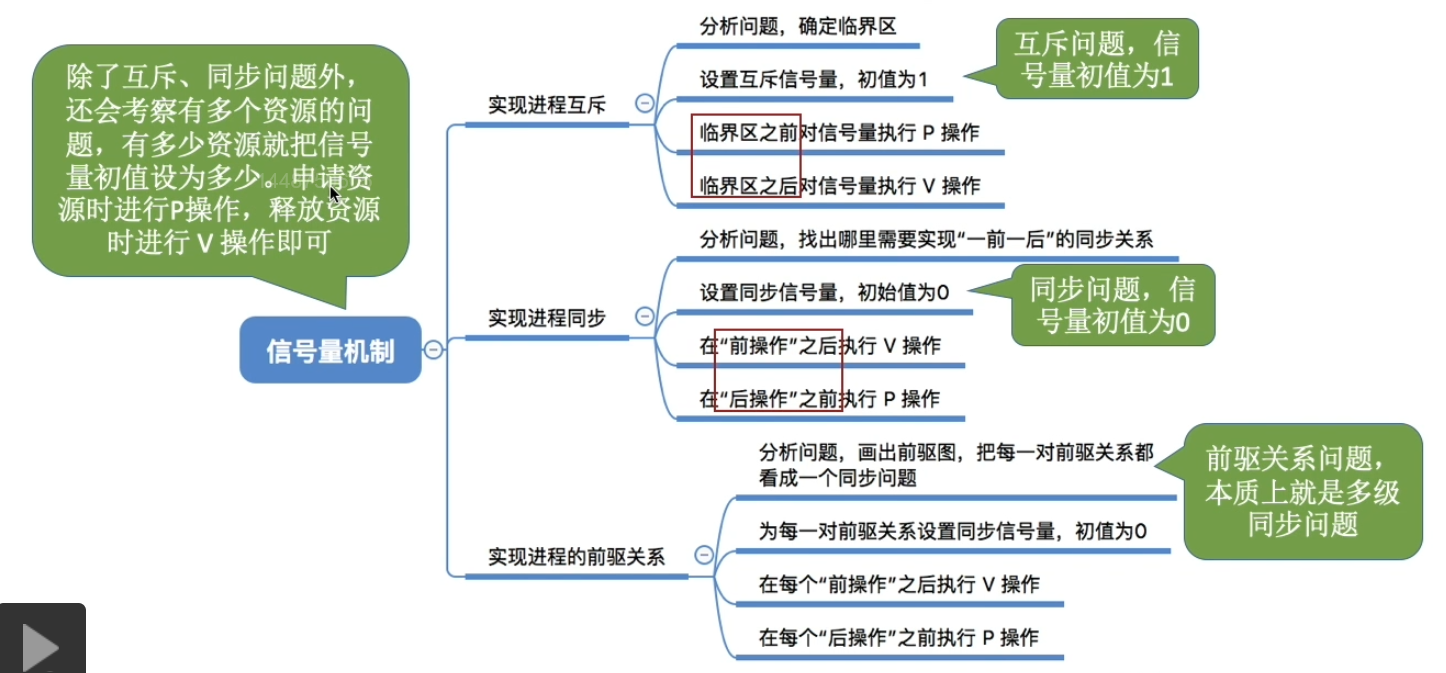 除了互斥、同步问题外，
还会考察有多个资源的问
题，有多少资源就把信号
量初值设为多少。申请资
源时进行P操作，释放资源
时进行 V 操作即可
信号量机制
实现进程互斥
分析问题，确定临界区
设置互斥信号量，初值为1
临界区之前对信号量执行 P 操作
临界区之后对信号量执行 V 操作
互斥问题，信
号量初值为1
实现进程同步
分析问题，找出哪里需要实现“一前一后”的同步关系
设置同步信号量，初始值为0
在“前操作”之后执行 V 操作
在“后操作”之前执行 P 操作
同步问题，信
号量初值为0
实现进程的前驱关系
分析问题，画出前驱图，把每一对前驱关系都
看成一个同步问题
为每一对前驱关系设置同步信号量，初值为0
在每个“前操作”之后执行 V 操作
在每个“后操作”之前执行 P 操作
前驱关系问题，
本质上就是多级
同步问题